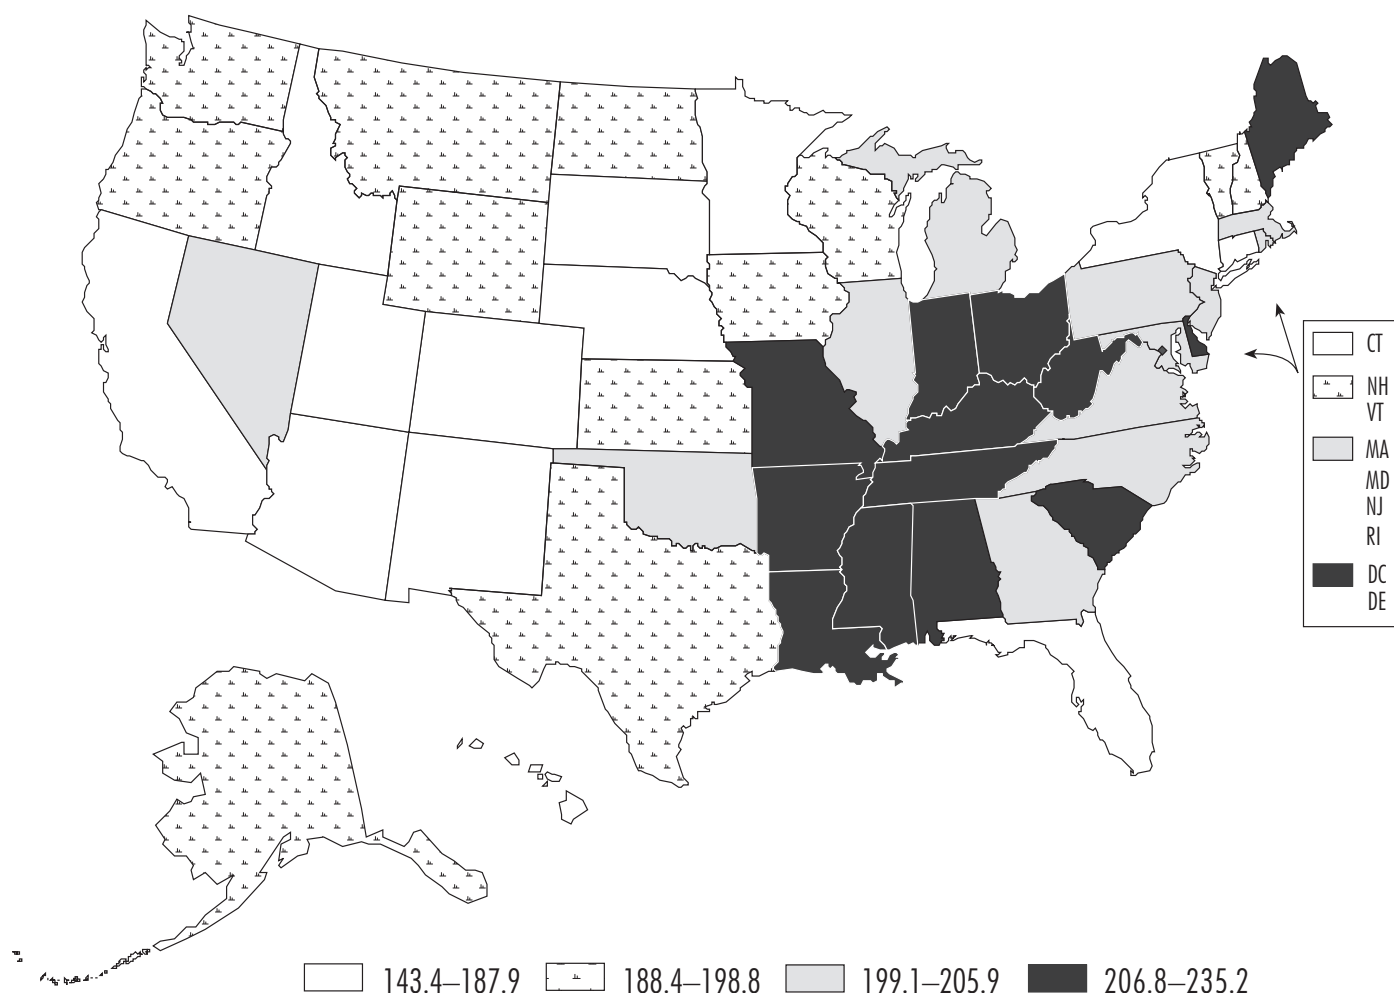 CT
NH
VT
MA
MD
NJ
RI
DC
DE
143.4–187.9 188.4–198.8 199.1–205.9 206.8–235.2